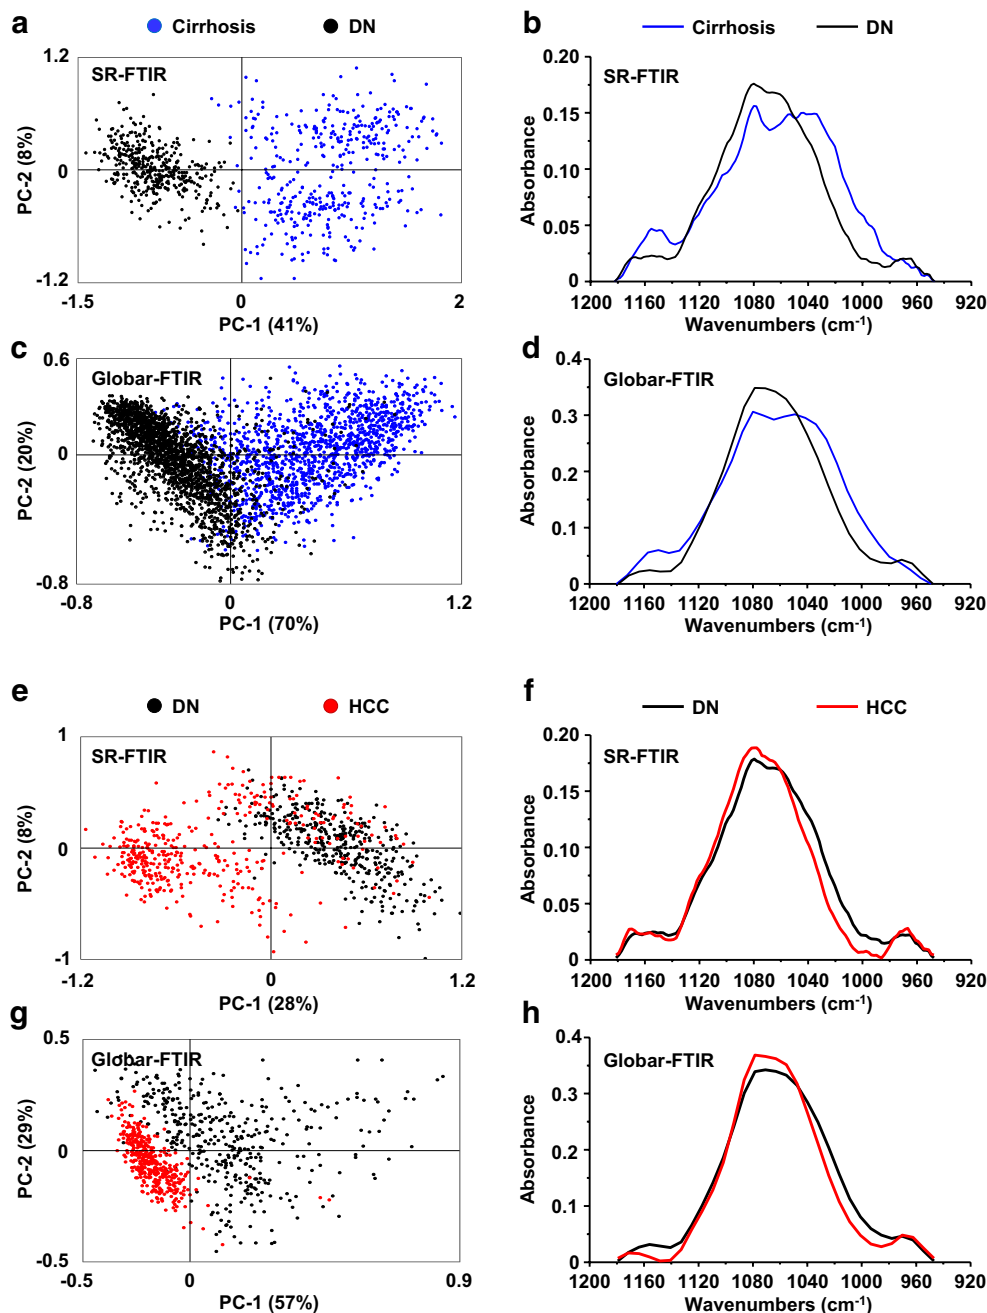 a
Cirrhosis DN
SR-FTIR
1.2
0
-1.2
PC-2 (8%)
-1.5 0 2
PC-1 (41%)
b
Cirrhosis DN
SR-FTIR
0.20
0.15
0.10
0.05
0
Absorbance
1200 1160 1120 1080 1040 1000 960 920
Wavenumbers (cm-1)
c
Globar-FTIR
0.6
0
-0.8
PC-2 (20%)
-0.8 0 1.2
PC-1 (70%)
d
Globar-FTIR
0.4
0.3
0.2
0.1
0
Absorbance
1200 1160 1120 1080 1040 1000 960 920
Wavenumbers (cm-1)
e
DN HCC
SR-FTIR
1
0
-1
PC-2 (8%)
-1.2 0 1.2
PC-1 (28%)
f
DN HCC
SR-FTIR
0.20
0.15
0.10
0.05
0
Absorbance
1200 1160 1120 1080 1040 1000 960 920
Wavenumbers (cm-1)
g
Globar-FTIR
0.5
0
-0.5
PC-2 (29%)
-0.5 0 0.9
PC-1 (57%)
h
Globar-FTIR
0.4
0.3
0.2
0.1
0
Absorbance
1200 1160 1120 1080 1040 1000 960 920
Wavenumbers (cm-1)